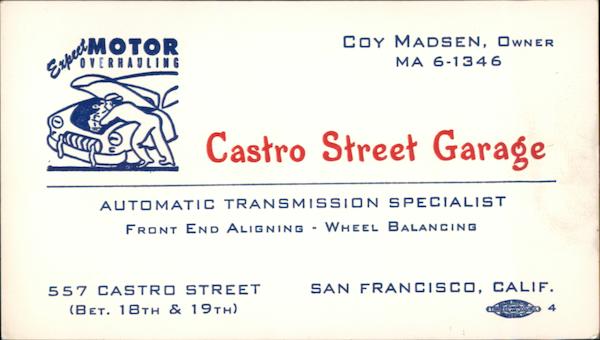 Expert MOTOR
OVERHAULING
COY MADSEN, OWNER
MA 6-1346
Castro Street Garage
AUTOMATIC TRANSMISSION SPECIALIST
FRONT END ALIGNING - WHEEL BALANCING
557 CASTRO STREET
(BET. 18TH & 19TH)
SAN FRANCISCO, CALIF.
4